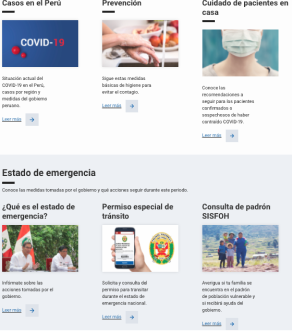 Casos en el Perú
COVID-19
Situación actual del
COVID-19 en el Perú,
casos por región y
medidas del gobierno
peruano.
Leer más
Prevención
Sigue estas medidas
básicas de higiene para
evitar el contagio.
Leer más
Cuidado de pacientes en
casa
Conoce las
recomendaciones a
seguir para los pacientes
confirmados o
sospechosos de haber
contraído COVID-19.
Leer más
Estado de emergencia
Conoce las medidas tomadas por el gobierno y qué acciones seguir durante este periodo.
¿Qué es el estado de
emergencia?
Infórmate sobre las
acciones tomadas por el
gobierno.
Leer más
Permiso especial de
tránsito
Solicita y consulta del
permiso para transitar
durante el estado de
emergencia nacional.
Leer más
Consulta de padrón
SISFOH
Averigua si tu familia se
encuentra en el padrón
de población vulnerable y
si recibirá ayuda del
gobierno.
Leer más